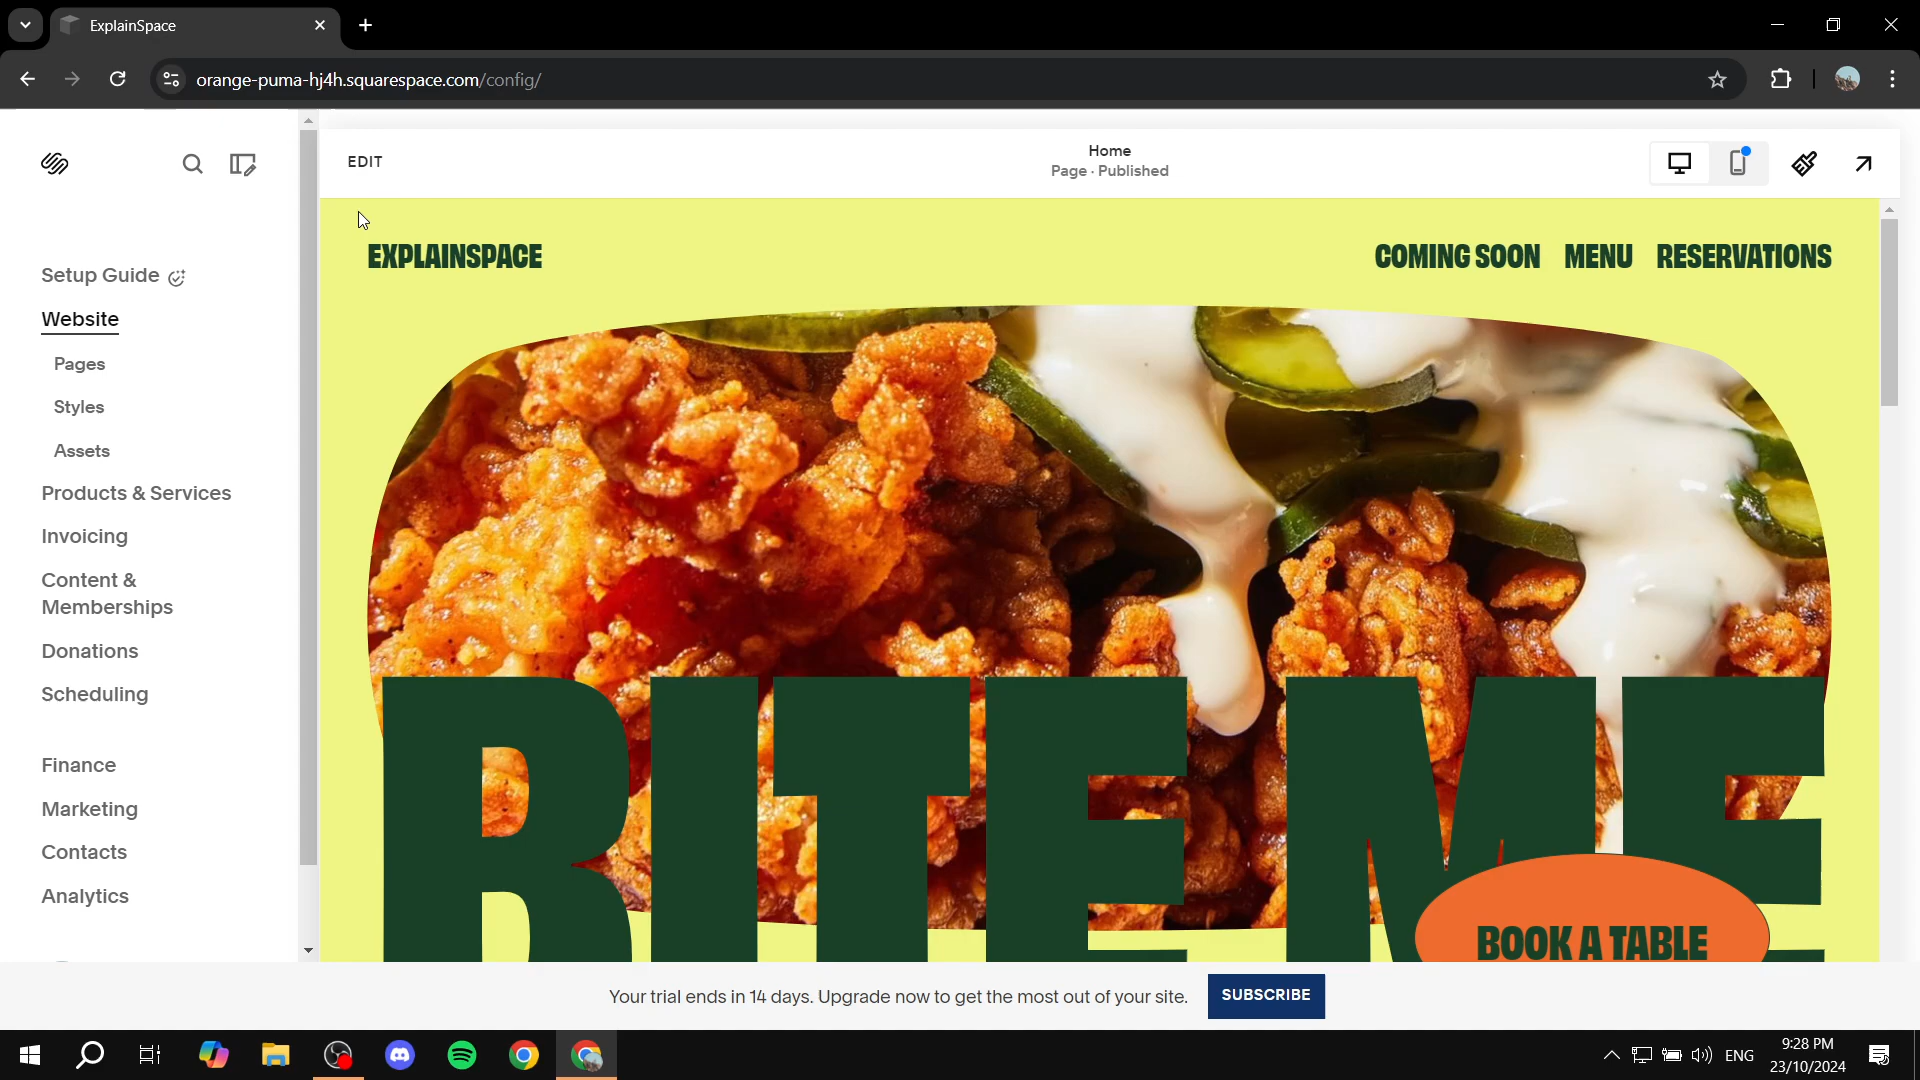 ExplainSpace
orange-puma-hj4h.squarespace.com/config/
EDIT
Home
Page · Published
Setup Guide
Website
Pages
Styles
Assets
Products & Services
Invoicing
Content &
Memberships
Donations
Scheduling
Finance
Marketing
Contacts
Analytics
EXPLAINSPACE
COMING SOON MENU RESERVATIONS
BITE ME
BOOK A TABLE
Your trial ends in 14 days. Upgrade now to get the most out of your site.
SUBSCRIBE
ENG
9:28 PM
23/10/2024